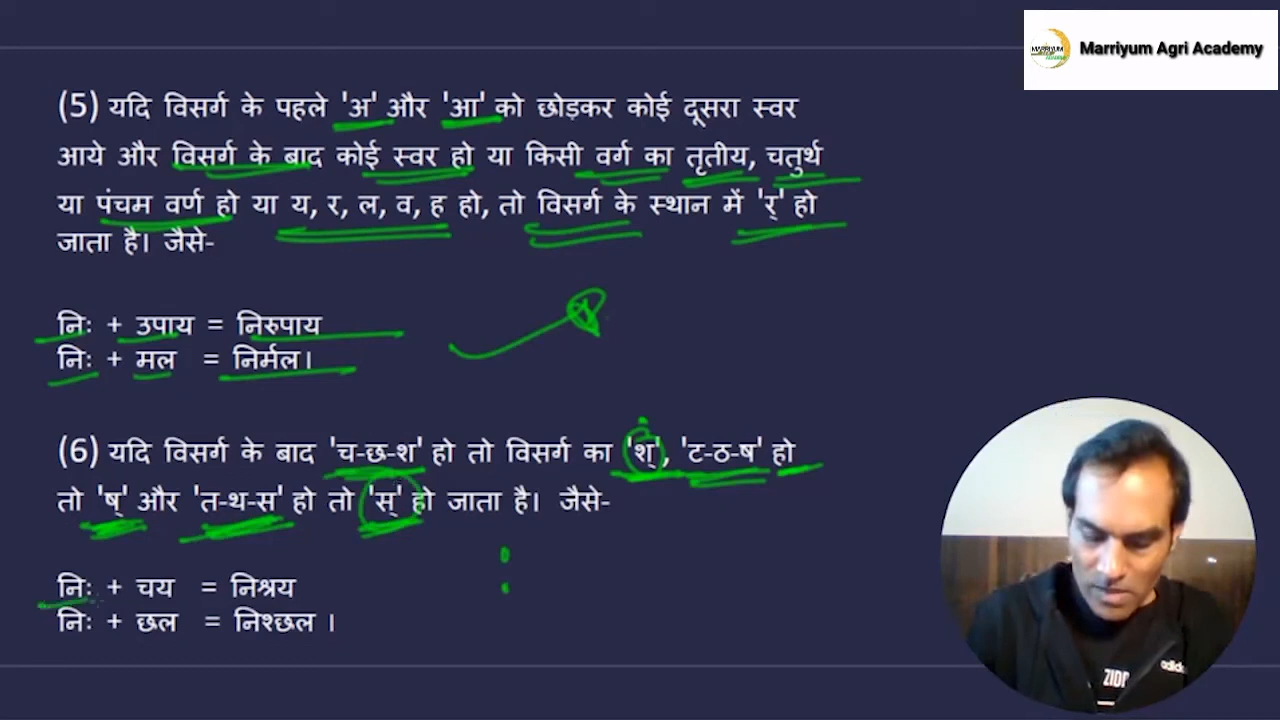 Marriyum Agri Academy
(5) यदि विसर्ग के पहले 'अ' और 'आ' को छोड़कर कोई दूसरा स्वर
आये और विसर्ग के बाद कोई स्वर हो या किसी वर्ग का तृतीय, चतुर्थ
या पंचम वर्ण हो या य, र, ल, व, ह हो, तो विसर्ग के स्थान में 'र्' हो
जाता है। जैसे-
निः + उपाय = निरुपाय
निः + मल = निर्मल।
(6) यदि विसर्ग के बाद 'च-छ-श' हो तो विसर्ग का 'श्', 'ट-ठ-ष' हो
तो 'ष्' और 'त-थ-स' हो तो 'स्' हो जाता है। जैसे-
निः + चय = निश्रय
निः + छल = निश्छल ।